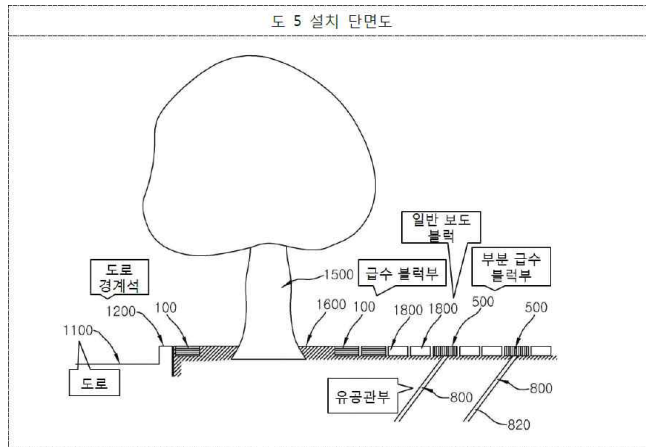 도 5 설치 단면도
일반 보도
블럭
부분 급수
블럭부
급수 블럭부
도로
경계석
1500
1200
100
1600
100
1800
1800
500
500
1100
도로
유공관부
800
800
820